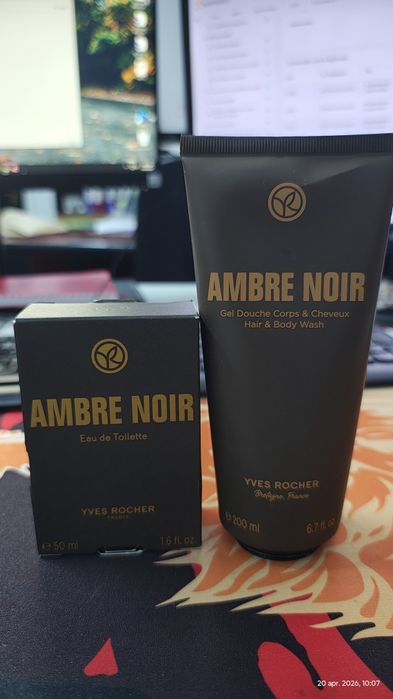 AMBRE NOIR
Eau de Toilette
YVES ROCHER
FRANCE
e 50 ml
1.6 fl. oz.
AMBRE NOIR
Gel Douche Corps & Cheveux
Hair & Body Wash
YVES ROCHER
Bretagne, France
e 200 ml
6.7 fl. oz
20 apr. 2026, 10:07